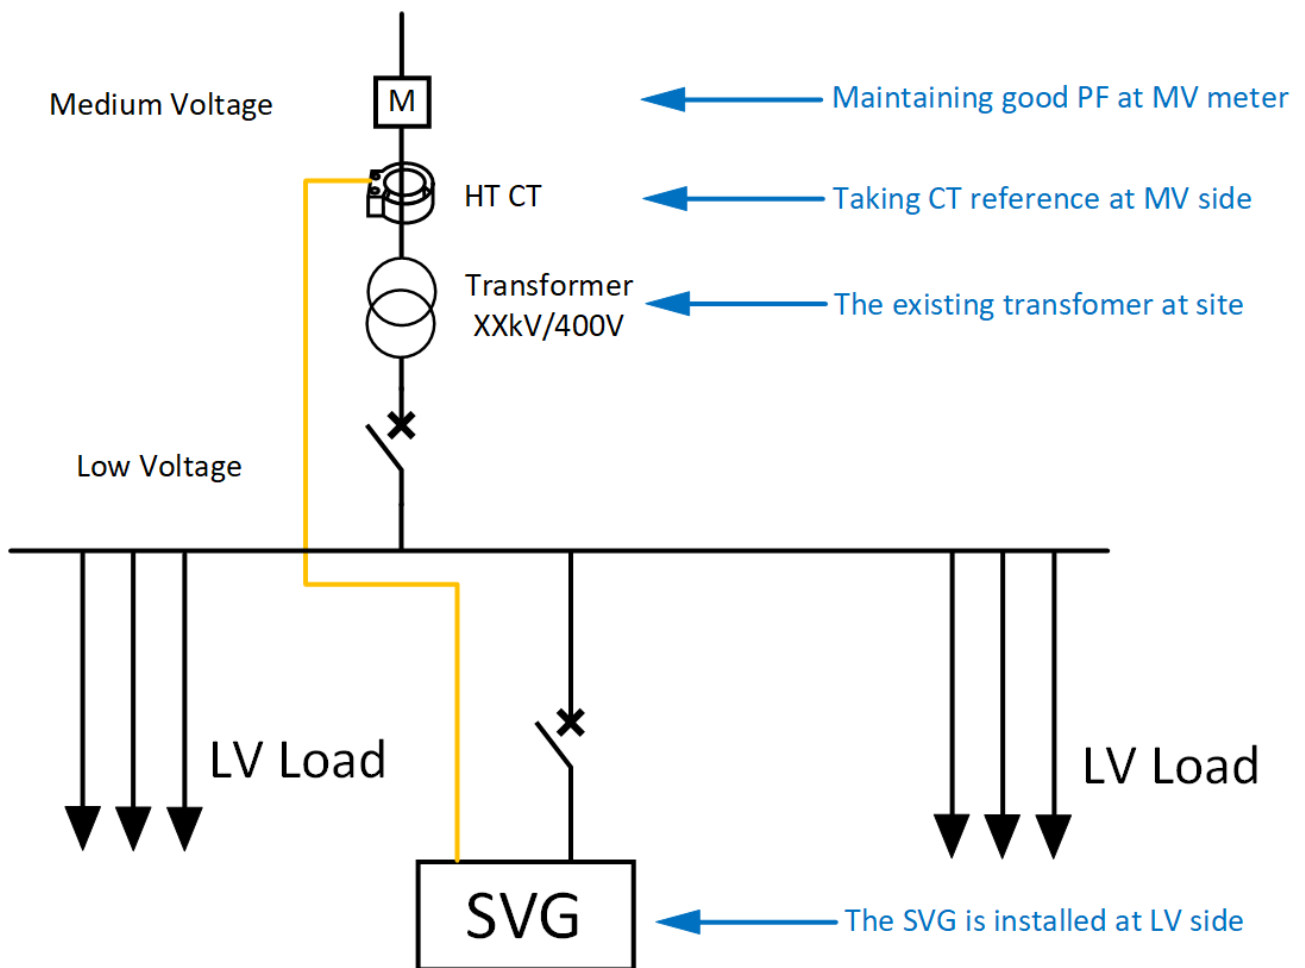 Medium Voltage
M
Maintaining good PF at MV meter
HT CT
Taking CT reference at MV side
Transformer
XXkV/400V
The existing transfomer at site
Low Voltage
LV Load
LV Load
SVG
The SVG is installed at LV side